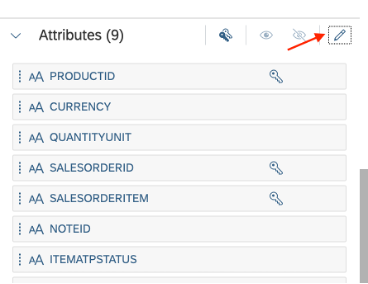 Attributes (9)
AA PRODUCTID
AA CURRENCY
AA QUANTITYUNIT
AA SALESORDERID
AA SALESORDERITEM
AA NOTEID
AA ITEMATPSTATUS